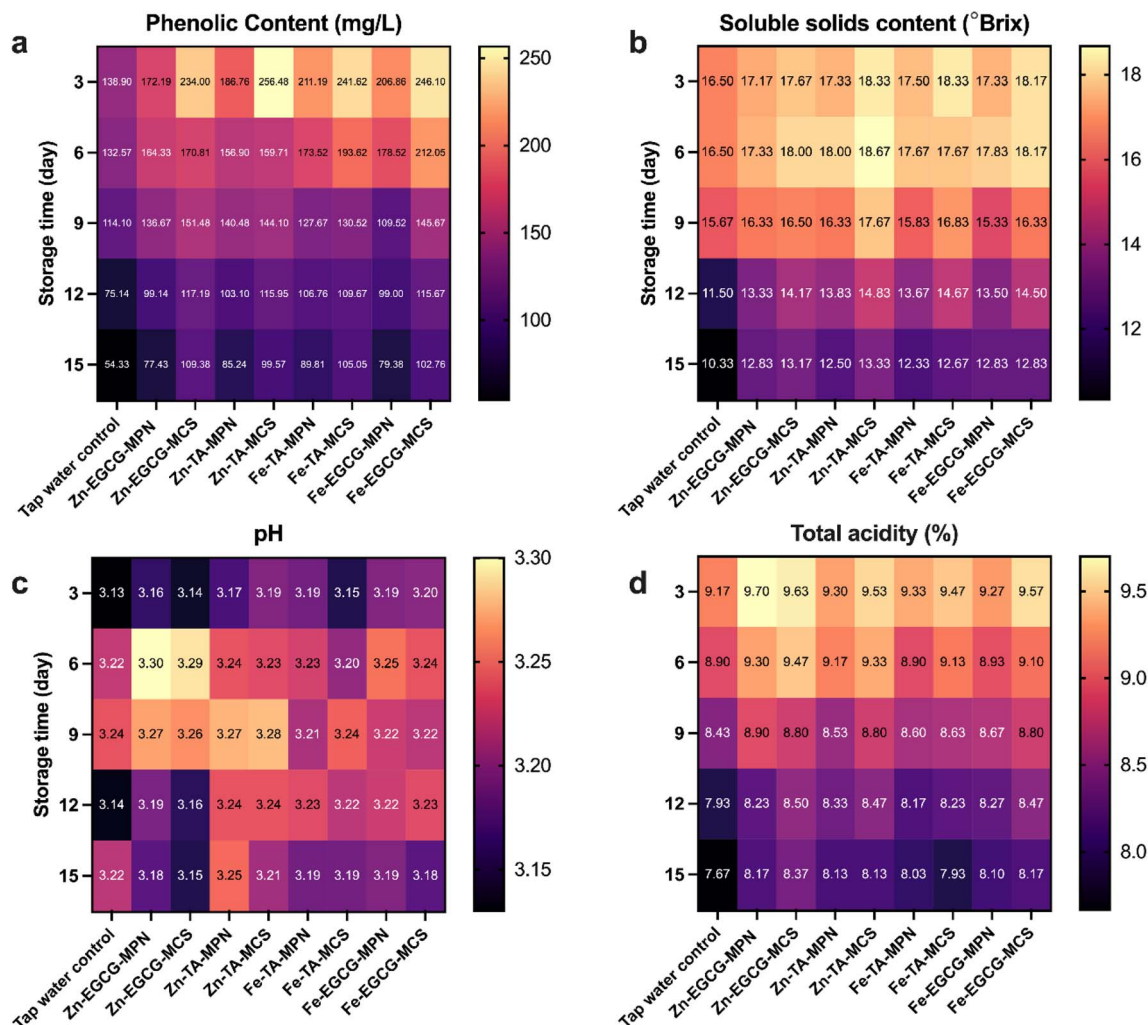 a
Phenolic Content (mg/L)
Storage time (day)
3 138.90 172.19 234.00 186.76 256.48 211.19 241.62 206.86 246.10
6 132.57 164.33 170.81 156.90 159.71 173.52 193.62 178.52 212.05
9 114.10 136.67 151.48 140.48 144.10 127.67 130.52 109.52 145.67
12 75.14 99.14 117.19 103.10 115.95 106.76 109.67 99.00 115.67
15 54.33 77.43 109.38 85.24 99.57 89.81 105.05 79.38 102.76
250
200
150
100
Tap water control
Zn-EGCG-MPN
Zn-EGCG-MCS
Zn-TA-MPN
Zn-TA-MCS
Fe-TA-MPN
Fe-TA-MCS
Fe-EGCG-MPN
Fe-EGCG-MCS
b
Soluble solids content (°Brix)
Storage time (day)
3 16.50 17.17 17.67 17.33 18.33 17.50 18.33 17.33 18.17
6 16.50 17.33 18.00 18.00 18.67 17.67 17.67 17.83 18.17
9 15.67 16.33 16.50 16.33 17.67 15.83 16.83 15.33 16.33
12 11.50 13.33 14.17 13.83 14.83 13.67 14.67 13.50 14.50
15 10.33 12.83 13.17 12.50 13.33 12.33 12.67 12.83 12.83
18
16
14
12
Tap water control
Zn-EGCG-MPN
Zn-EGCG-MCS
Zn-TA-MPN
Zn-TA-MCS
Fe-TA-MPN
Fe-TA-MCS
Fe-EGCG-MPN
Fe-EGCG-MCS
c
pH
Storage time (day)
3 3.13 3.16 3.14 3.17 3.19 3.19 3.15 3.19 3.20
6 3.22 3.30 3.29 3.24 3.23 3.23 3.20 3.25 3.24
9 3.24 3.27 3.26 3.27 3.28 3.21 3.24 3.22 3.22
12 3.14 3.19 3.16 3.24 3.24 3.23 3.22 3.22 3.23
15 3.22 3.18 3.15 3.25 3.21 3.19 3.19 3.19 3.18
3.30
3.25
3.20
3.15
Tap water control
Zn-EGCG-MPN
Zn-EGCG-MCS
Zn-TA-MPN
Zn-TA-MCS
Fe-TA-MPN
Fe-TA-MCS
Fe-EGCG-MPN
Fe-EGCG-MCS
d
Total acidity (%)
Storage time (day)
3 9.17 9.70 9.63 9.30 9.53 9.33 9.47 9.27 9.57
6 8.90 9.30 9.47 9.17 9.33 8.90 9.13 8.93 9.10
9 8.43 8.90 8.80 8.53 8.80 8.60 8.63 8.67 8.80
12 7.93 8.23 8.50 8.33 8.47 8.17 8.23 8.27 8.47
15 7.67 8.17 8.37 8.13 8.13 8.03 7.93 8.10 8.17
9.5
9.0
8.5
8.0
Tap water control
Zn-EGCG-MPN
Zn-EGCG-MCS
Zn-TA-MPN
Zn-TA-MCS
Fe-TA-MPN
Fe-TA-MCS
Fe-EGCG-MPN
Fe-EGCG-MCS